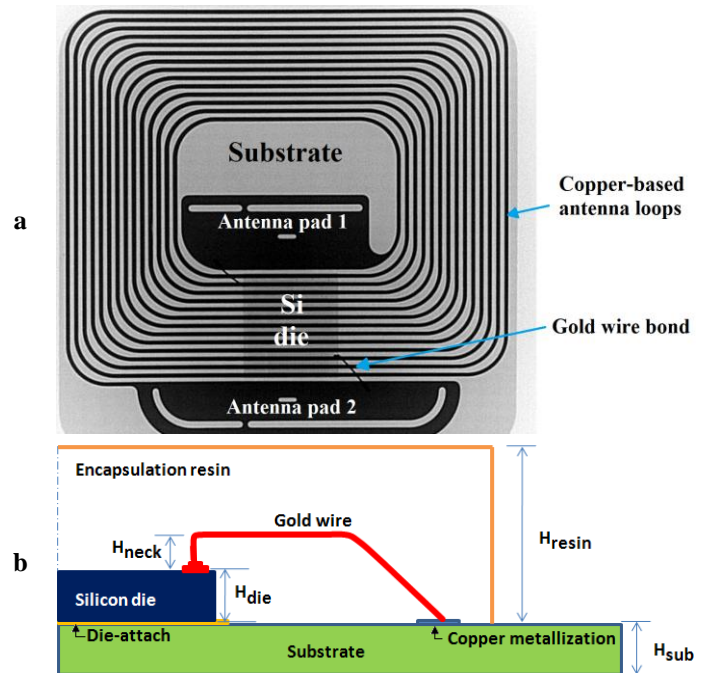 a
Substrate
Copper-based
antenna loops
Antenna pad 1
Si
die
Gold wire bond
Antenna pad 2
b
Encapsulation resin
Gold wire
Hneck
Hresin
Hdie
Silicon die
Die-attach
Copper metallization
Substrate
Hsub